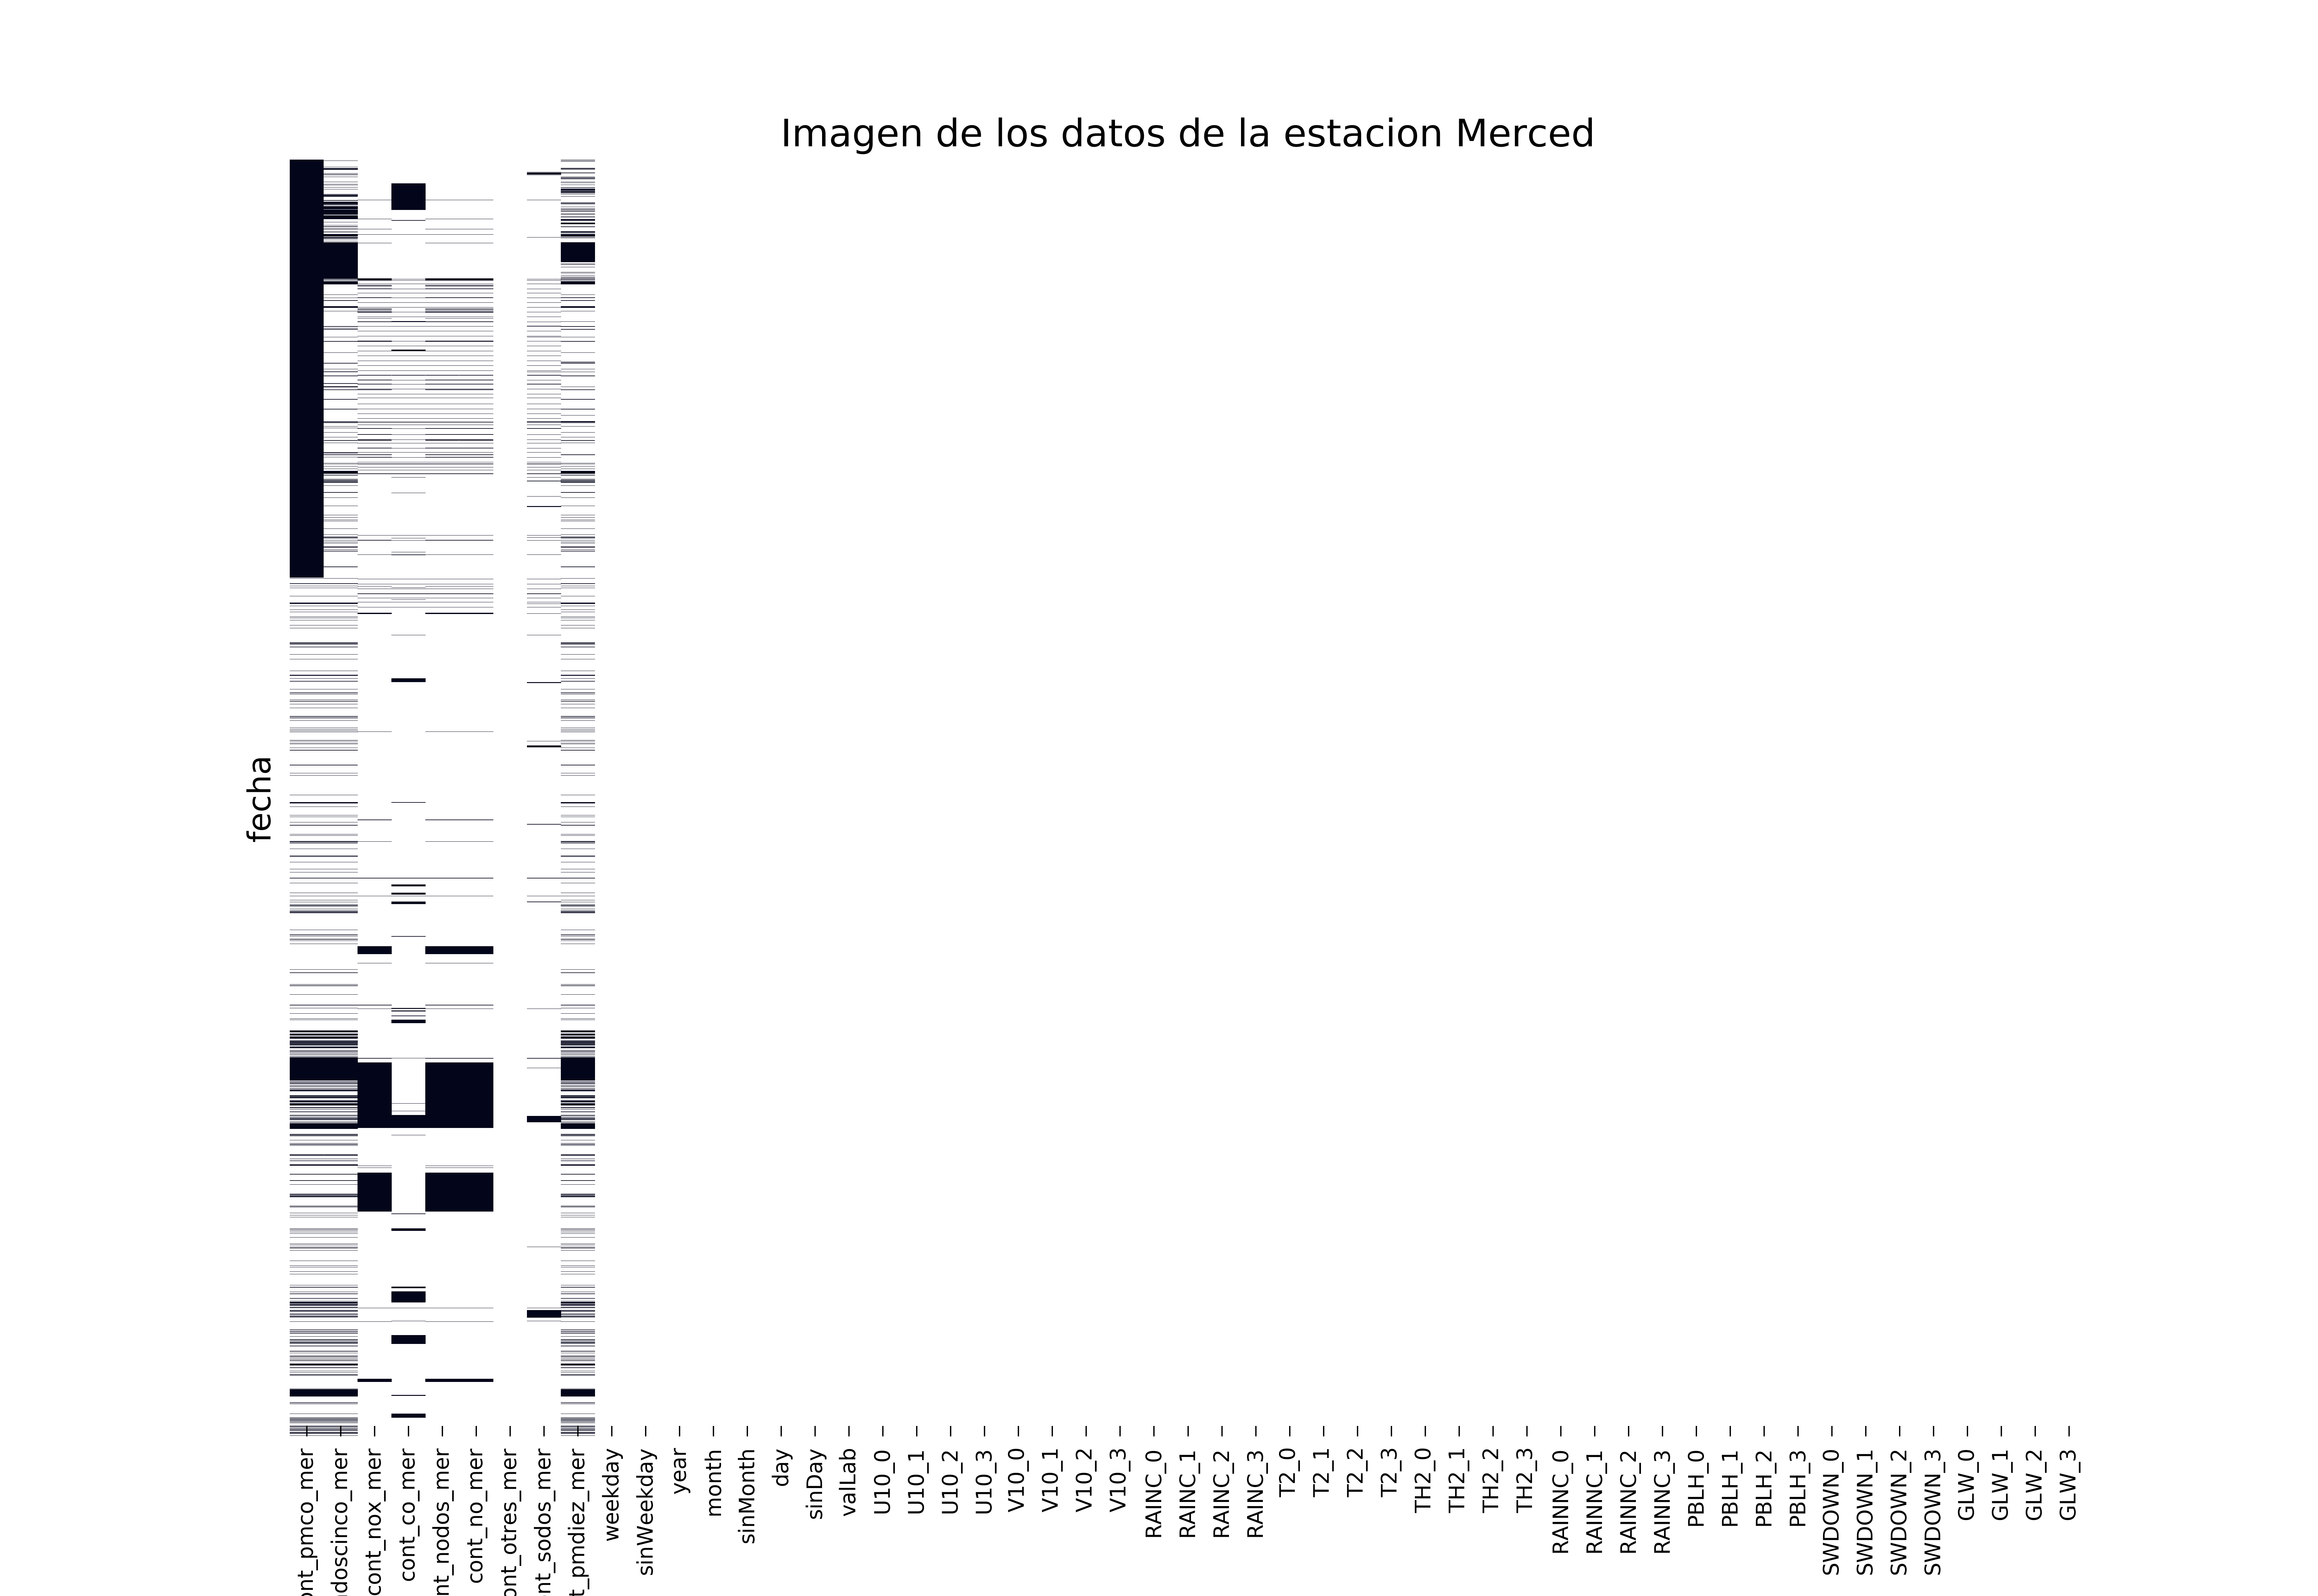 Imagen de los datos de la estacion Merced
fecha
ont_pmco_mer
doscinco_mer
cont_nox_mer
cont_co_mer
nt_nodos_mer
cont_no_mer
ont_otres_mer
nt_sodos_mer
t_pmdiez_mer
weekday
sinWeekday
year
month
sinMonth
day
sinDay
valLab
U10_0
U10_1
U10_2
U10_3
V10_0
V10_1
V10_2
V10_3
RAINC_0
RAINC_1
RAINC_2
RAINC_3
T2_0
T2_1
T2_2
T2_3
TH2_0
TH2_1
TH2_2
TH2_3
RAINNC_0
RAINNC_1
RAINNC_2
RAINNC_3
PBLH_0
PBLH_1
PBLH_2
PBLH_3
SWDOWN_0
SWDOWN_1
SWDOWN_2
SWDOWN_3
GLW_0
GLW_1
GLW_2
GLW_3